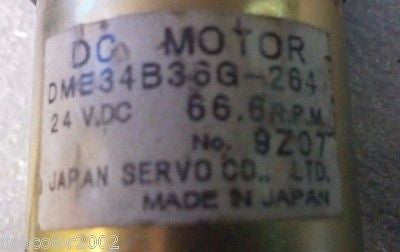 DC MOTOR
DME34B36G-264
24 V.DC 66.6 R.P.M.
No. 9Z07
JAPAN SERVO CO., LTD.
MADE IN JAPAN